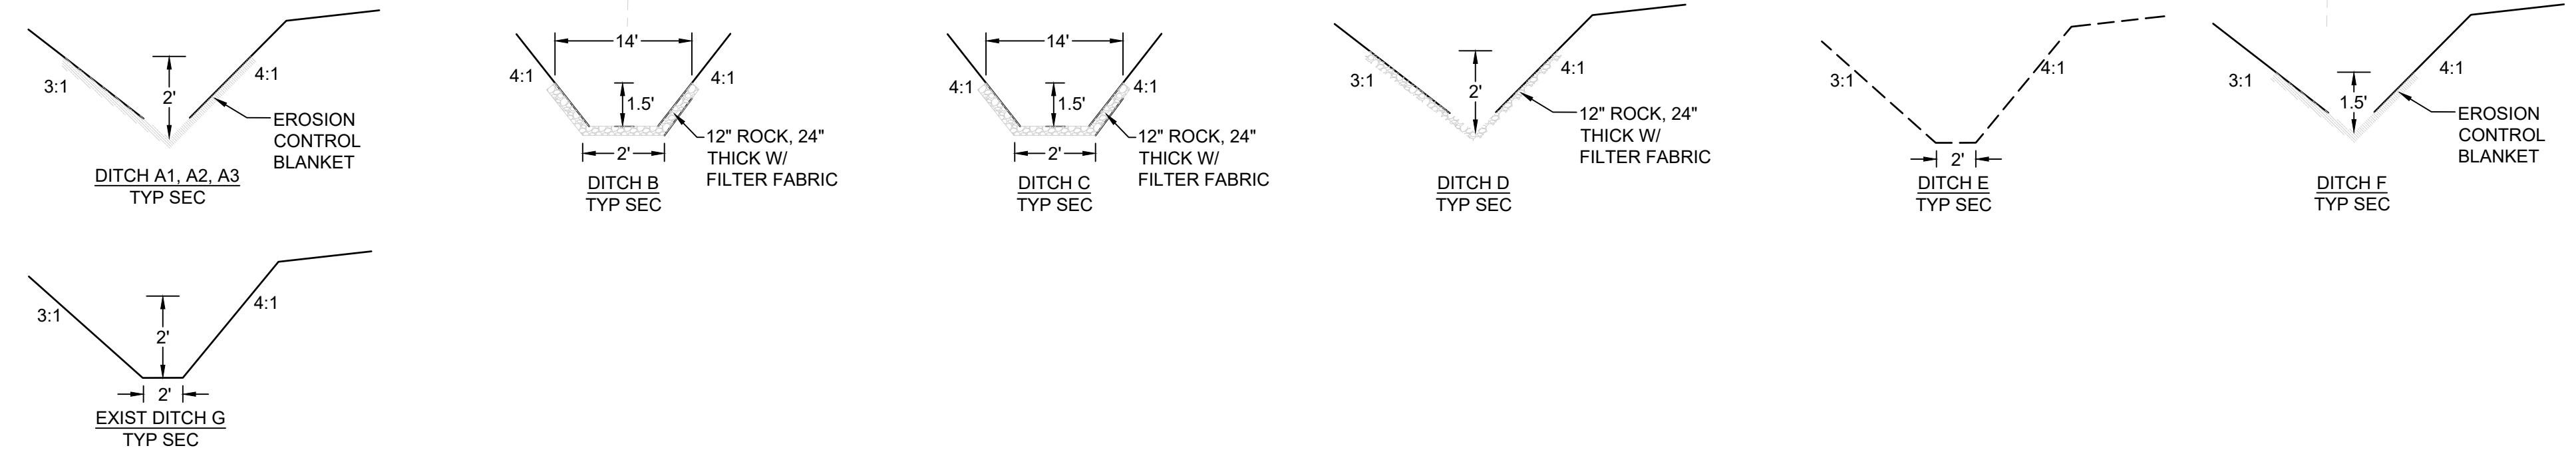 3:1
2'
4:1
EROSION
CONTROL
BLANKET
DITCH A1, A2, A3
TYP SEC
14'
4:1
4:1
1.5'
2'
12" ROCK, 24"
THICK W/
FILTER FABRIC
DITCH B
TYP SEC
14'
4:1
4:1
1.5'
2'
12" ROCK, 24"
THICK W/
FILTER FABRIC
DITCH C
TYP SEC
3:1
2'
4:1
12" ROCK, 24"
THICK W/
FILTER FABRIC
DITCH D
TYP SEC
3:1
4:1
2'
DITCH E
TYP SEC
3:1
1.5'
4:1
EROSION
CONTROL
BLANKET
DITCH F
TYP SEC
3:1
2'
4:1
2'
EXIST DITCH G
TYP SEC